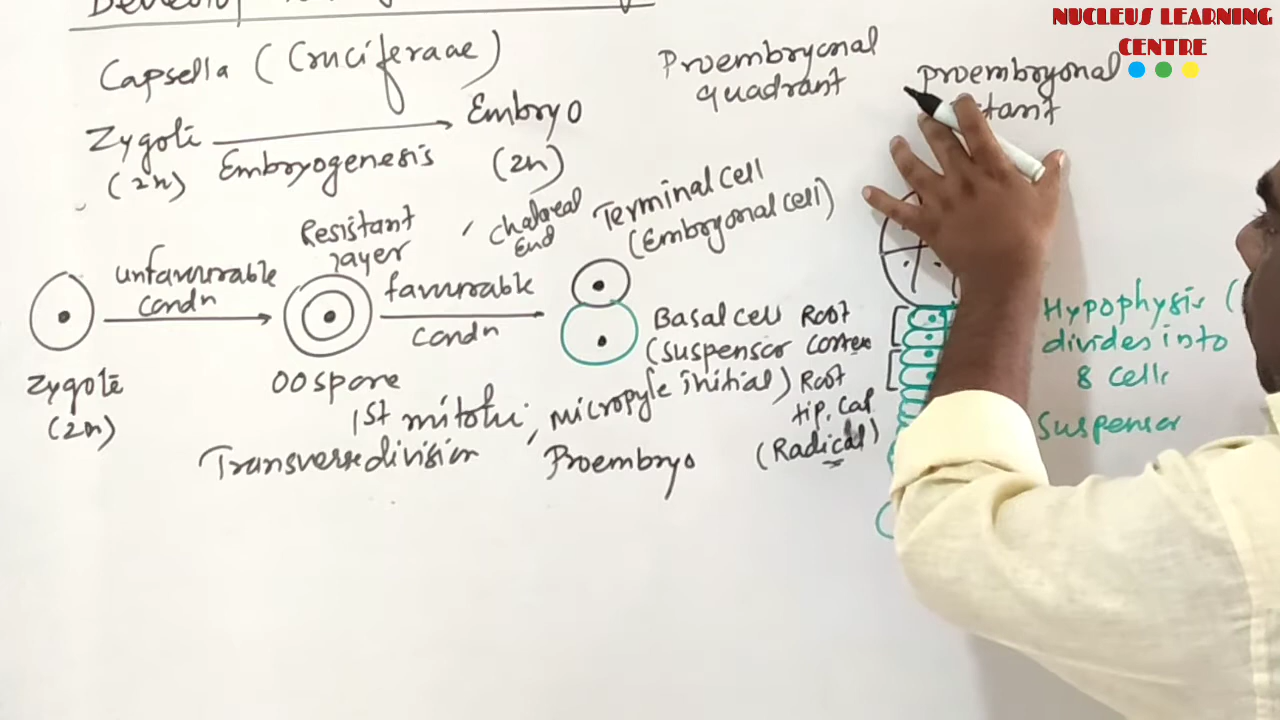 NUCLEUS LEARNING
CENTRE
Capsella (Cruciferae)
Zygote
(2n)
Embryogenesis
Embryo
(2n)
Proembryonal
quadrant
proembryonal
unfavourable
condn
Resistant
layer
favourable
condn
Chalazal
End
Terminal cell
(Embryonal cell)
Zygote
(2n)
Oospore
1st
Transverse division
, Proembryo
Basal cell
(suspensor
micropyle initial)
Root
cortex
Root
tip, cap
(Radical)
Hypophysis (
divides into
8 cells
suspensor